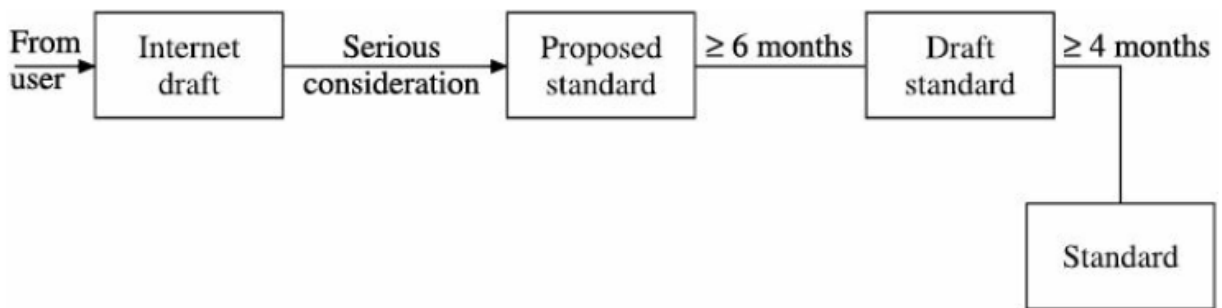 From
user
Internet
draft
Serious
consideration
Proposed
standard
≥ 6 months
Draft
standard
≥ 4 months
Standard